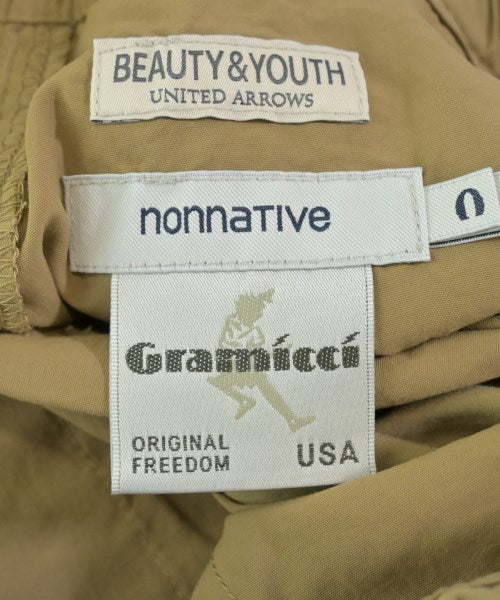 BEAUTY&YOUTH
UNITED ARROWS
nonnaTive
0
Gramicci
ORIGINAL
FREEDOM
USA